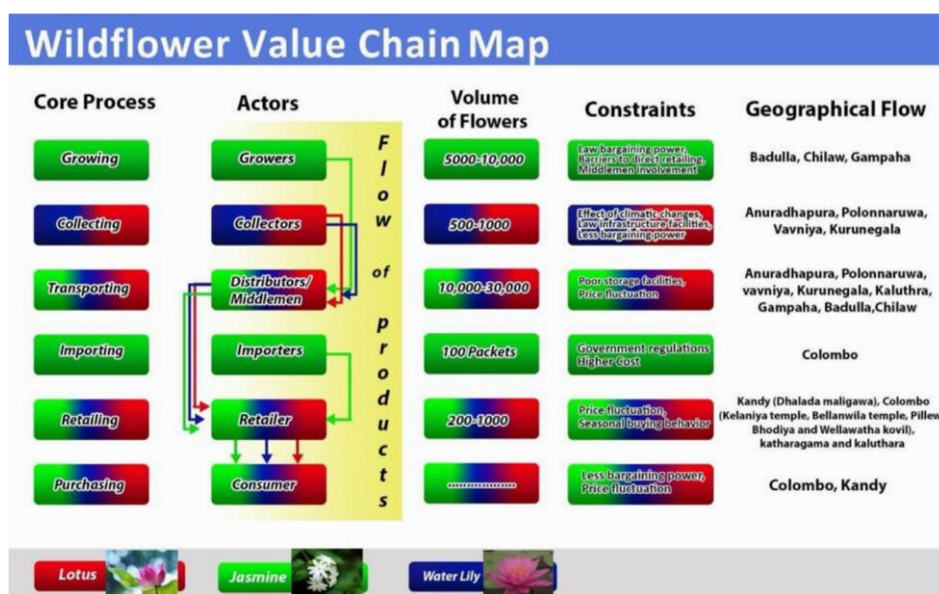 Wildflower Value Chain Map
Core Process
Actors
Volume
of Flowers
Constraints
Geographical Flow
Flow of products
Growing
Growers
5000-10,000
Law bargaining power,
Barriers to direct retailing,
Middlemen involvement
Badulla, Chilaw, Gampaha
Collecting
Collectors
500-1000
Effect of climatic changes,
Law infrastructure facilities,
Less bargaining power
Anuradhapura, Polonnaruwa,
Vavniya, Kurunegala
Transporting
Distributors/
Middlemen
10,000-30,000
Poor storage facilities,
Price fluctuation
Anuradhapura, Polonnaruwa,
vavniya, Kurunegala, Kaluthra,
Gampaha, Badulla,Chilaw
Importing
Importers
100 Packets
Government regulations
Higher Cost
Colombo
Retailing
Retailer
200-1000
Price fluctuation,
Seasonal buying behavior
Kandy (Dhalada maligawa), Colombo
(Kelaniya temple, Bellanwila temple, Pillew
Bhodiya and Wellawatha kovil),
katharagama and kaluthara
Purchasing
Consumer
..................
Less bargaining power,
Price fluctuation
Colombo, Kandy
Lotus
Jasmine
Water Lily